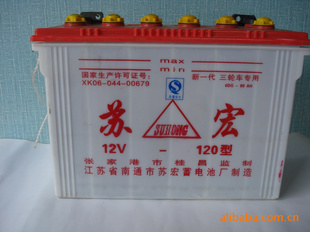 max
min
国家生产许可证号:
XK06-044-00679
新一代 三轮车专用
苏 SUHONG 宏
12V - 120型
张家港市桂昌监制
江苏省南通市苏宏蓄电池厂制造